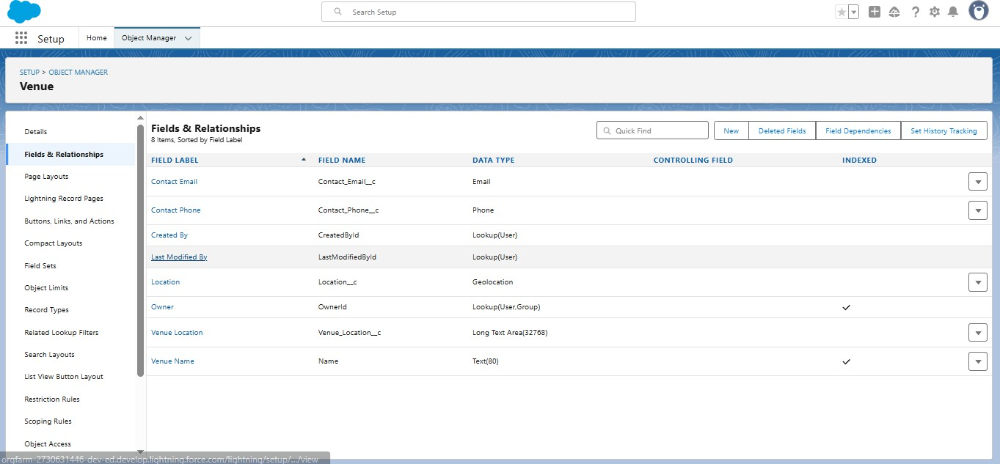 Search Setup
Setup
Home
Object Manager
SETUP > OBJECT MANAGER
Venue
Details
Fields & Relationships
Page Layouts
Lightning Record Pages
Buttons, Links, and Actions
Compact Layouts
Field Sets
Object Limits
Record Types
Related Lookup Filters
Search Layouts
List View Button Layout
Restriction Rules
Scoping Rules
Object Access
Fields & Relationships
8 Items, Sorted by Field Label
Quick Find
New
Deleted Fields
Field Dependencies
Set History Tracking
FIELD LABEL FIELD NAME DATA TYPE CONTROLLING FIELD INDEXED
Contact Email Contact_Email__c Email
Contact Phone Contact_Phone__c Phone
Created By CreatedById Lookup(User)
Last Modified By LastModifiedById Lookup(User)
Location Location__c Geolocation
Owner OwnerId Lookup(User,Group)
Venue Location Venue_Location__c Long Text Area(32768)
Venue Name Name Text(80)
orgfarm-2730631446-dev-ed.develop.lightning.force.com/lightning/setup/.../view